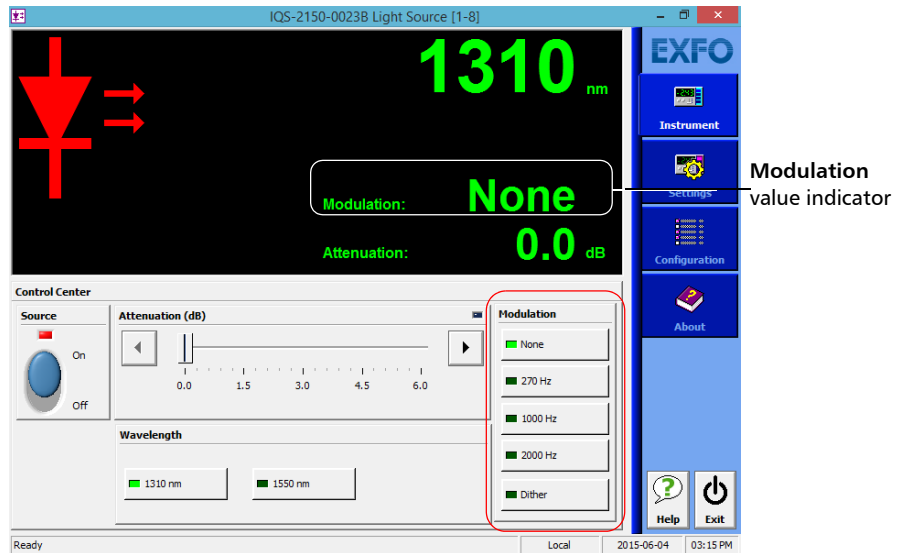 IQS-2150-0023B Light Source [1-8]
EXFO
1310 nm
Instrument
Modulation: None
Settings
Modulation
value indicator
Attenuation: 0.0 dB
Configuration
About
Control Center
Source
On
Off
Attenuation (dB)
0.0 1.5 3.0 4.5 6.0
Modulation
None
270 Hz
1000 Hz
2000 Hz
Dither
Wavelength
1310 nm 1550 nm
Help Exit
Ready Local 2015-06-04 03:15 PM